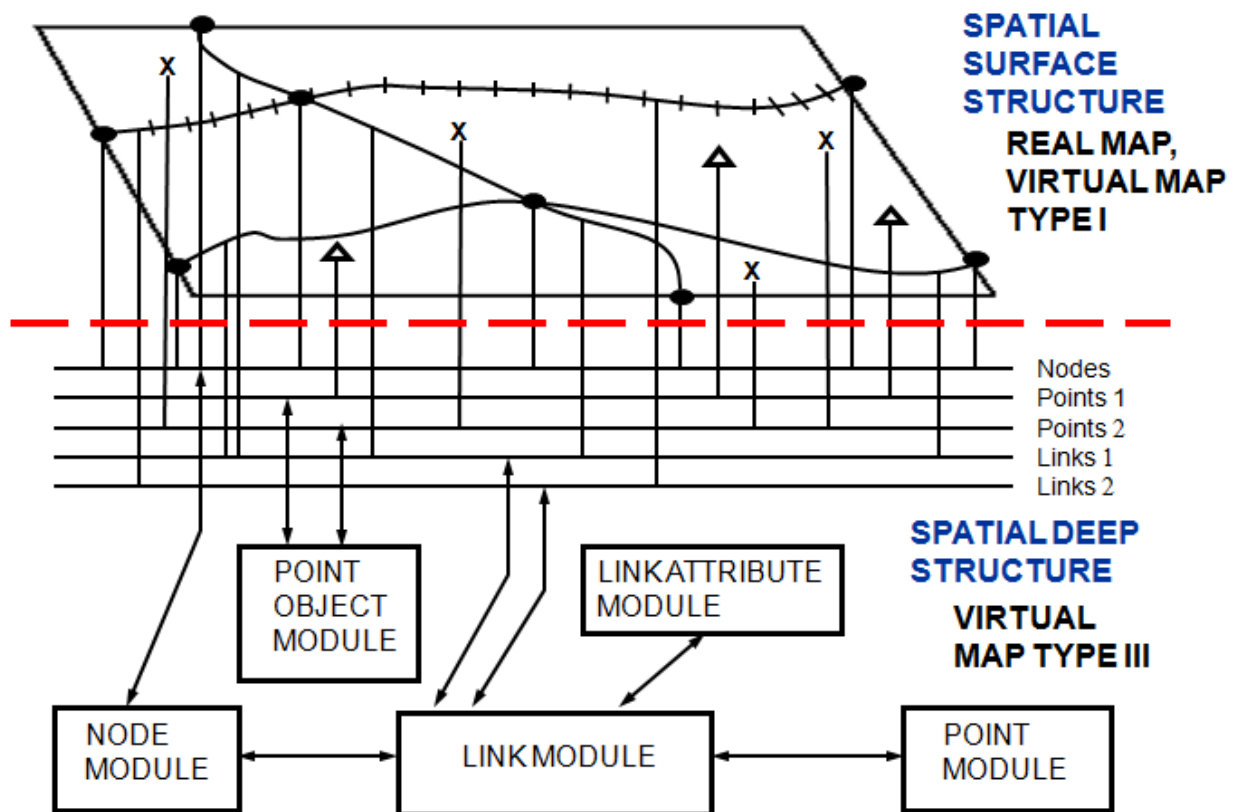 SPATIAL
SURFACE
STRUCTURE
REAL MAP,
VIRTUAL MAP
TYPE I
X
X
X
X
Nodes
Points 1
Points 2
Links 1
Links 2
SPATIAL DEEP
STRUCTURE
VIRTUAL
MAP TYPE III
POINT
OBJECT
MODULE
LINK ATTRIBUTE
MODULE
NODE
MODULE
LINK MODULE
POINT
MODULE